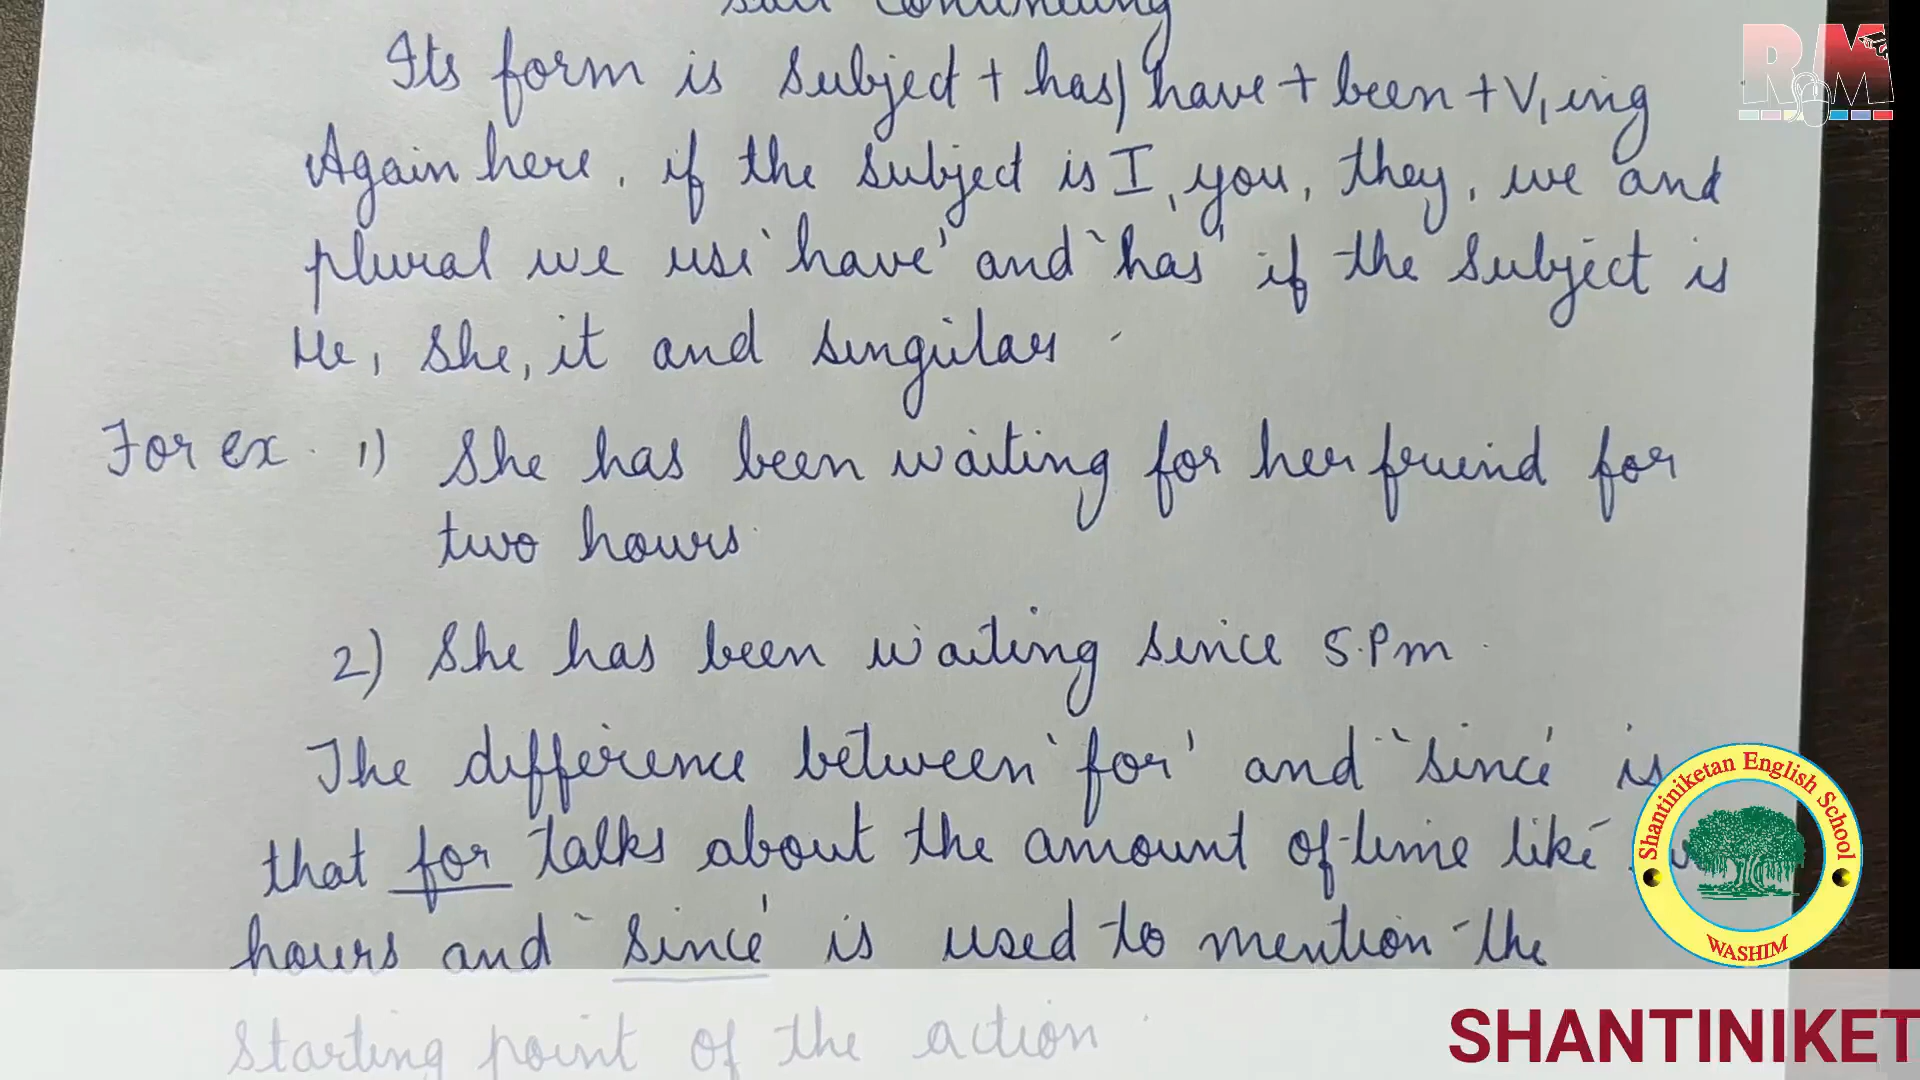 still continuing
Its form is Subject + has/have + been + V1 ing
Again here, if the subject is I, you, they, we and
plural we use 'have' and 'has' if the subject is
He, She, it and singular.
For ex. 1) She has been waiting for her friend for
two hours.
2) She has been waiting since 5.Pm.
The difference between 'for' and 'since' is
that for talks about the amount of time like
hours and 'since' is used to mention the
starting point of the action.
RM
Shantiniketan English School
WASHIM
SHANTINIKET